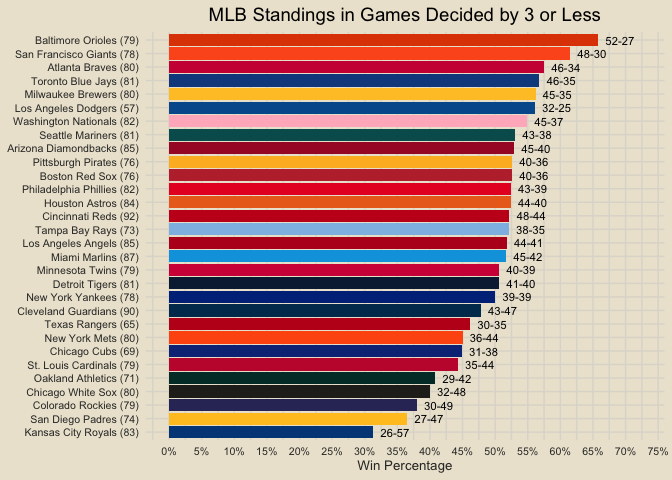 MLB Standings in Games Decided by 3 or Less
Baltimore Orioles (79) 52-27
San Francisco Giants (78) 48-30
Atlanta Braves (80) 46-34
Toronto Blue Jays (81) 46-35
Milwaukee Brewers (80) 45-35
Los Angeles Dodgers (57) 32-25
Washington Nationals (82) 45-37
Seattle Mariners (81) 43-38
Arizona Diamondbacks (85) 45-40
Pittsburgh Pirates (76) 40-36
Boston Red Sox (76) 40-36
Philadelphia Phillies (82) 43-39
Houston Astros (84) 44-40
Cincinnati Reds (92) 48-44
Tampa Bay Rays (73) 38-35
Los Angeles Angels (85) 44-41
Miami Marlins (87) 45-42
Minnesota Twins (79) 40-39
Detroit Tigers (81) 41-40
New York Yankees (78) 39-39
Cleveland Guardians (90) 43-47
Texas Rangers (65) 30-35
New York Mets (80) 36-44
Chicago Cubs (69) 31-38
St. Louis Cardinals (79) 35-44
Oakland Athletics (71) 29-42
Chicago White Sox (80) 32-48
Colorado Rockies (79) 30-49
San Diego Padres (74) 27-47
Kansas City Royals (83) 26-57
0% 5% 10% 15% 20% 25% 30% 35% 40% 45% 50% 55% 60% 65% 70% 75%
Win Percentage